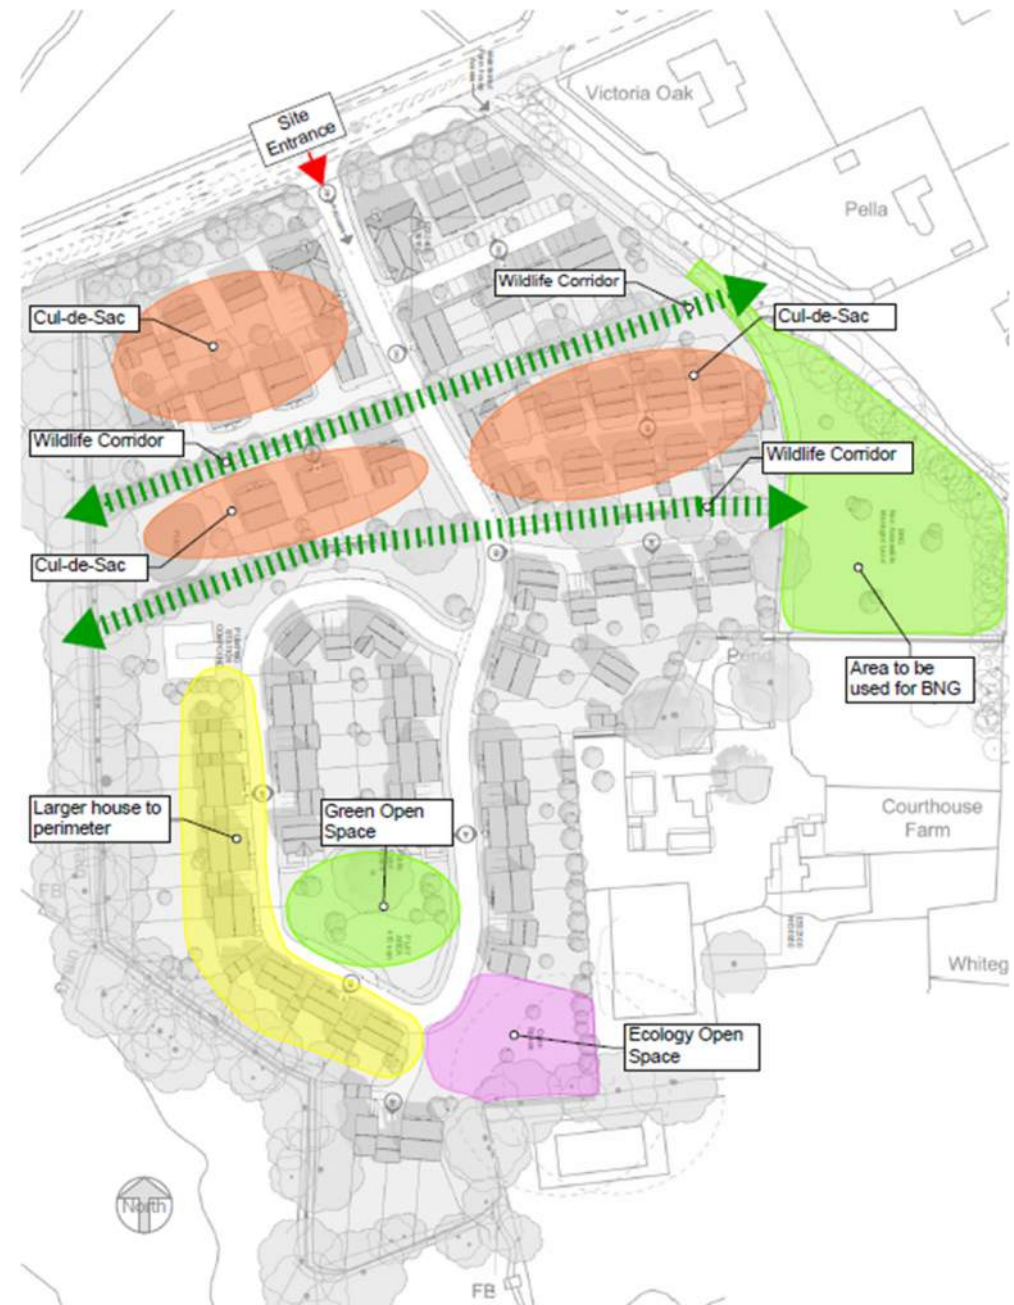 Victoria Oak
Site
Entrance
Pella
Wildlife Corridor
Cul-de-Sac
Cul-de-Sac
Wildlife Corridor
Wildlife Corridor
Cul-de-Sac
Area to be
used for BNG
Pond
Larger house to
perimeter
Green Open
Space
Courthouse
Farm
FB
Whiteg
Ecology Open
Space
North
FB